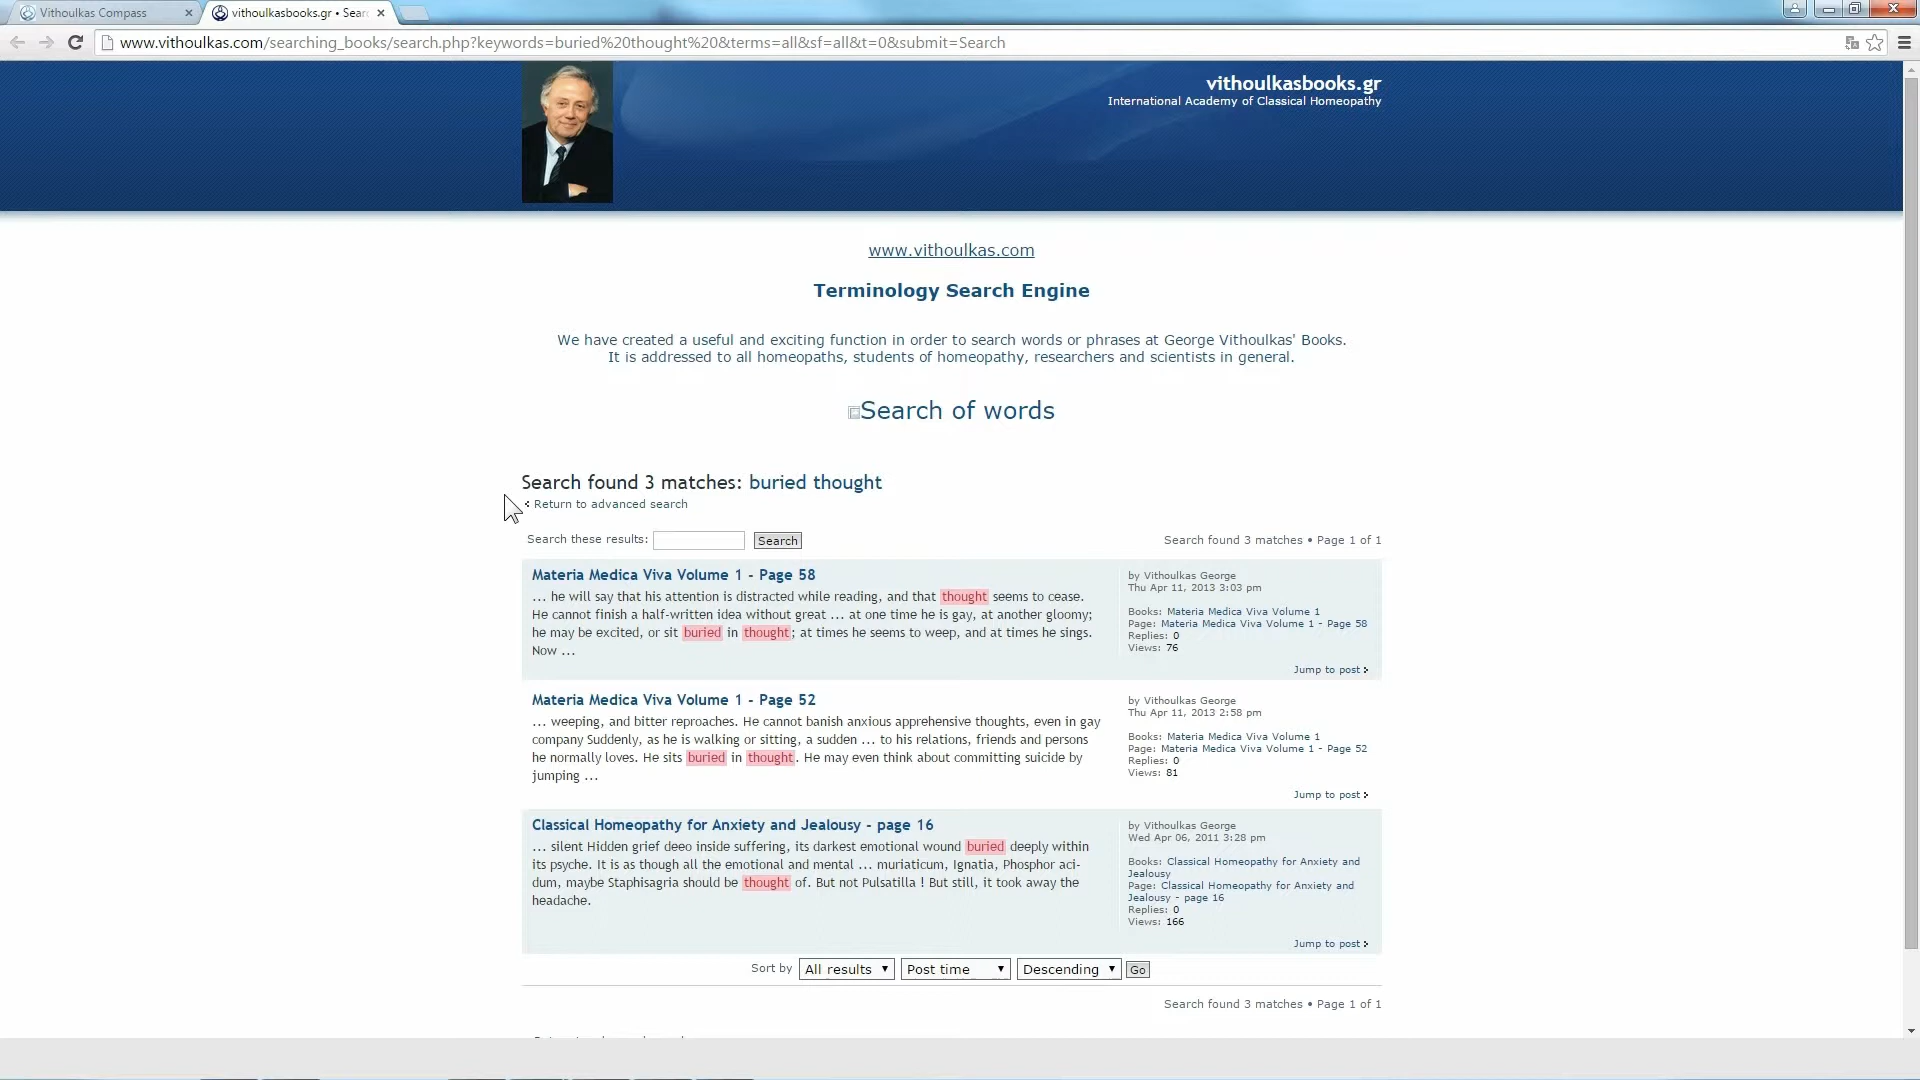 Vithoulkas Compass
vithoulkasbooks.gr • Sear
www.vithoulkas.com/searching_books/search.php?keywords=buried%20thought%20&terms=all&sf=all&t=0&submit=Search
vithoulkasbooks.gr
International Academy of Classical Homeopathy
www.vithoulkas.com
Terminology Search Engine
We have created a useful and exciting function in order to search words or phrases at George Vithoulkas' Books.
It is addressed to all homeopaths, students of homeopathy, researchers and scientists in general.
Search of words
Search found 3 matches: buried thought
Return to advanced search
Search these results:
Search
Search found 3 matches • Page 1 of 1
Materia Medica Viva Volume 1 - Page 58
... he will say that his attention is distracted while reading, and that thought seems to cease.
He cannot finish a half-written idea without great ... at one time he is gay, at another gloomy;
he may be excited, or sit buried in thought; at times he seems to weep, and at times he sings.
Now ...
by Vithoulkas George
Thu Apr 11, 2013 3:03 pm
Books: Materia Medica Viva Volume 1
Page: Materia Medica Viva Volume 1 - Page 58
Replies: 0
Views: 76
Jump to post
Materia Medica Viva Volume 1 - Page 52
... weeping, and bitter reproaches. He cannot banish anxious apprehensive thoughts, even in gay
company Suddenly, as he is walking or sitting, a sudden ... to his relations, friends and persons
he normally loves. He sits buried in thought. He may even think about committing suicide by
jumping ...
by Vithoulkas George
Thu Apr 11, 2013 2:58 pm
Books: Materia Medica Viva Volume 1
Page: Materia Medica Viva Volume 1 - Page 52
Replies: 0
Views: 81
Jump to post
Classical Homeopathy for Anxiety and Jealousy - page 16
... silent Hidden grief deeo inside suffering, its darkest emotional wound buried deeply within
its psyche. It is as though all the emotional and mental ... muriaticum, Ignatia, Phosphor aci-
dum, maybe Staphisagria should be thought of. But not Pulsatilla ! But still, it took away the
headache.
by Vithoulkas George
Wed Apr 06, 2011 3:28 pm
Books: Classical Homeopathy for Anxiety and
Jealousy
Page: Classical Homeopathy for Anxiety and
Jealousy - page 16
Replies: 0
Views: 166
Jump to post
Sort by
All results
Post time
Descending
Go
Search found 3 matches • Page 1 of 1